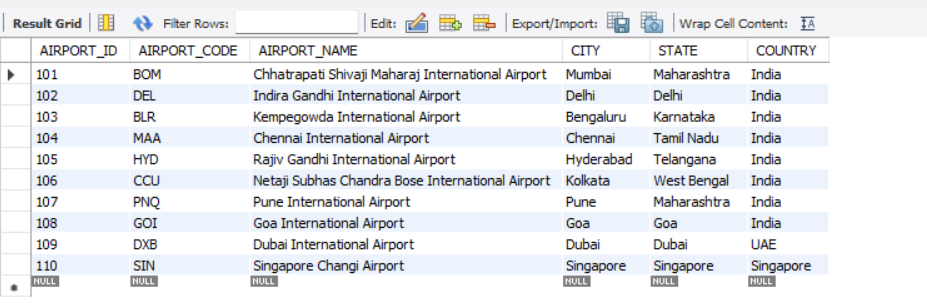 Result Grid Filter Rows: Edit: Export/Import: Wrap Cell Content: IA
AIRPORT_ID AIRPORT_CODE AIRPORT_NAME CITY STATE COUNTRY
101 BOM Chhatrapati Shivaji Maharaj International Airport Mumbai Maharashtra India
102 DEL Indira Gandhi International Airport Delhi Delhi India
103 BLR Kempegowda International Airport Bengaluru Karnataka India
104 MAA Chennai International Airport Chennai Tamil Nadu India
105 HYD Rajiv Gandhi International Airport Hyderabad Telangana India
106 CCU Netaji Subhas Chandra Bose International Airport Kolkata West Bengal India
107 PNQ Pune International Airport Pune Maharashtra India
108 GOI Goa International Airport Goa Goa India
109 DXB Dubai International Airport Dubai Dubai UAE
110 SIN Singapore Changi Airport Singapore Singapore Singapore
NULL NULL NULL NULL NULL NULL